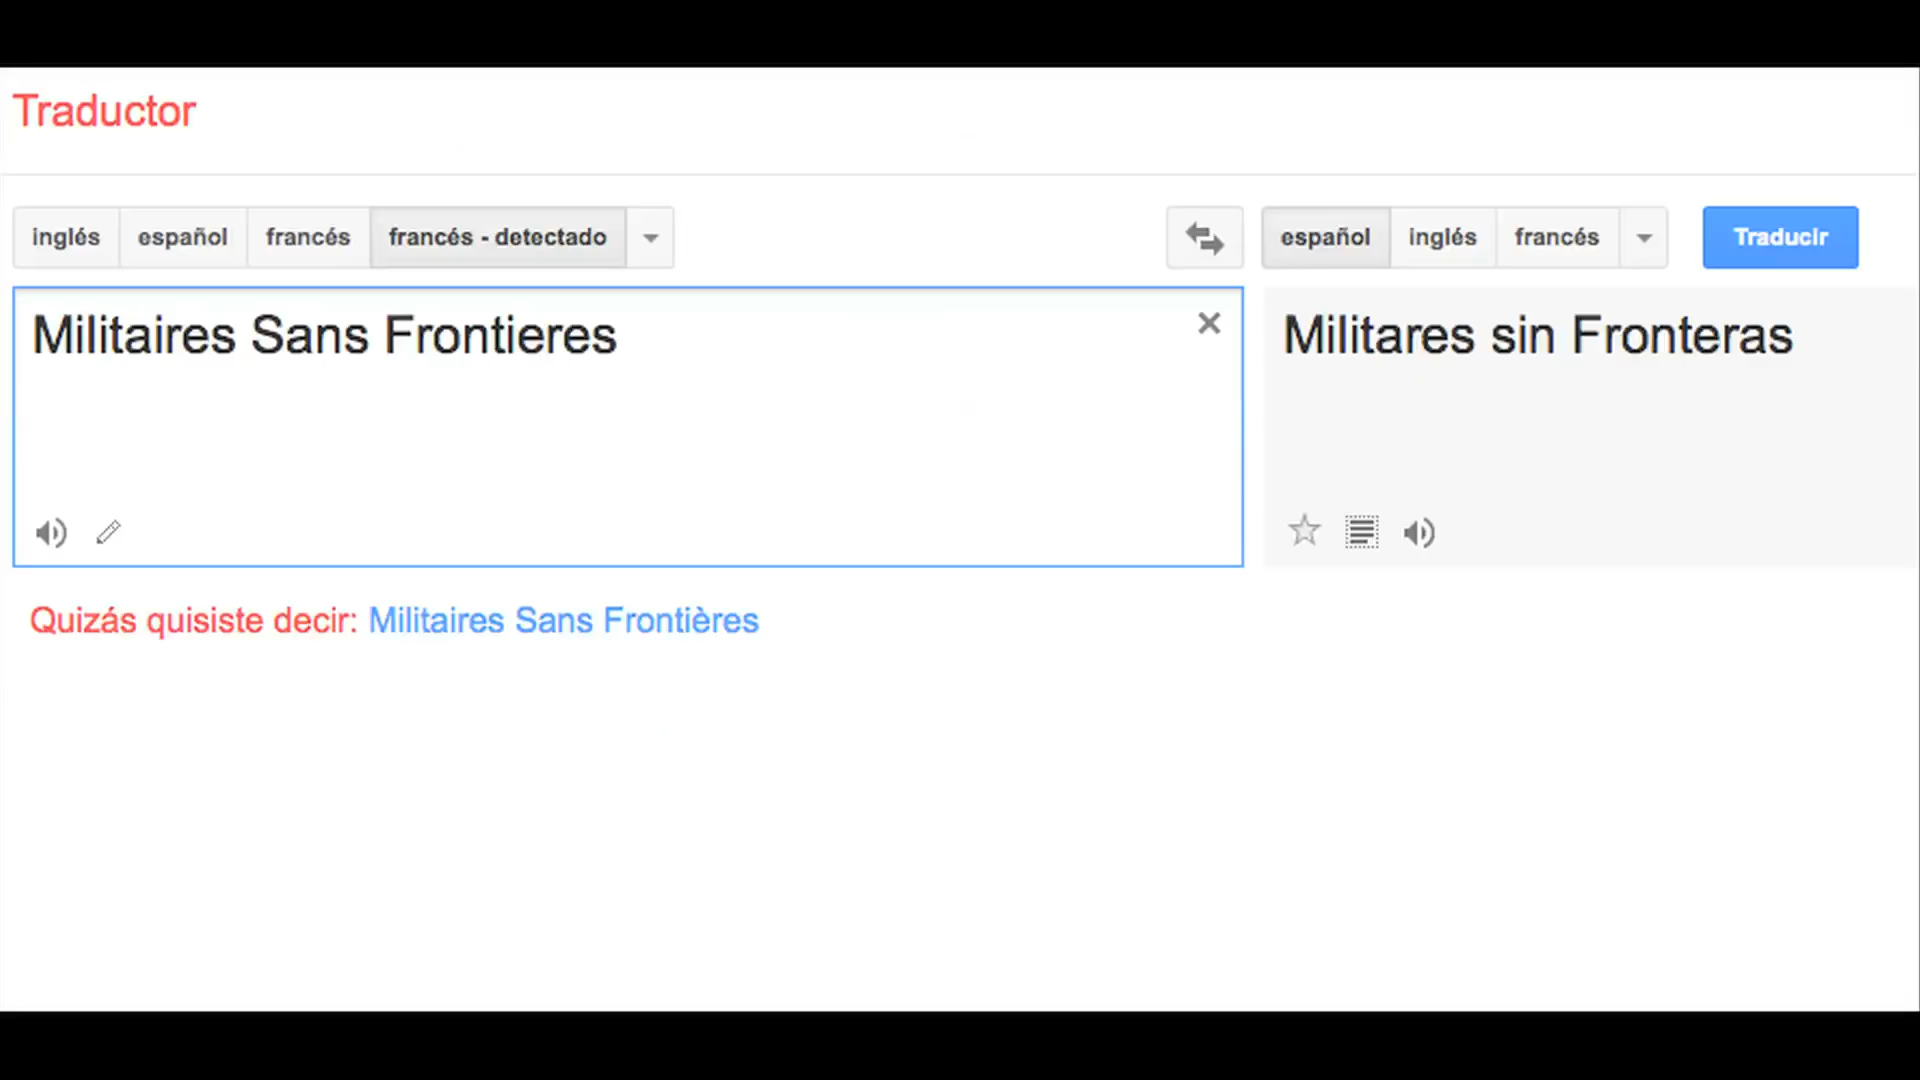 Traductor
inglés español francés francés - detectado español inglés francés Traducir
Militaires Sans Frontieres
Militares sin Fronteras
Quizás quisiste decir: Militaires Sans Frontières